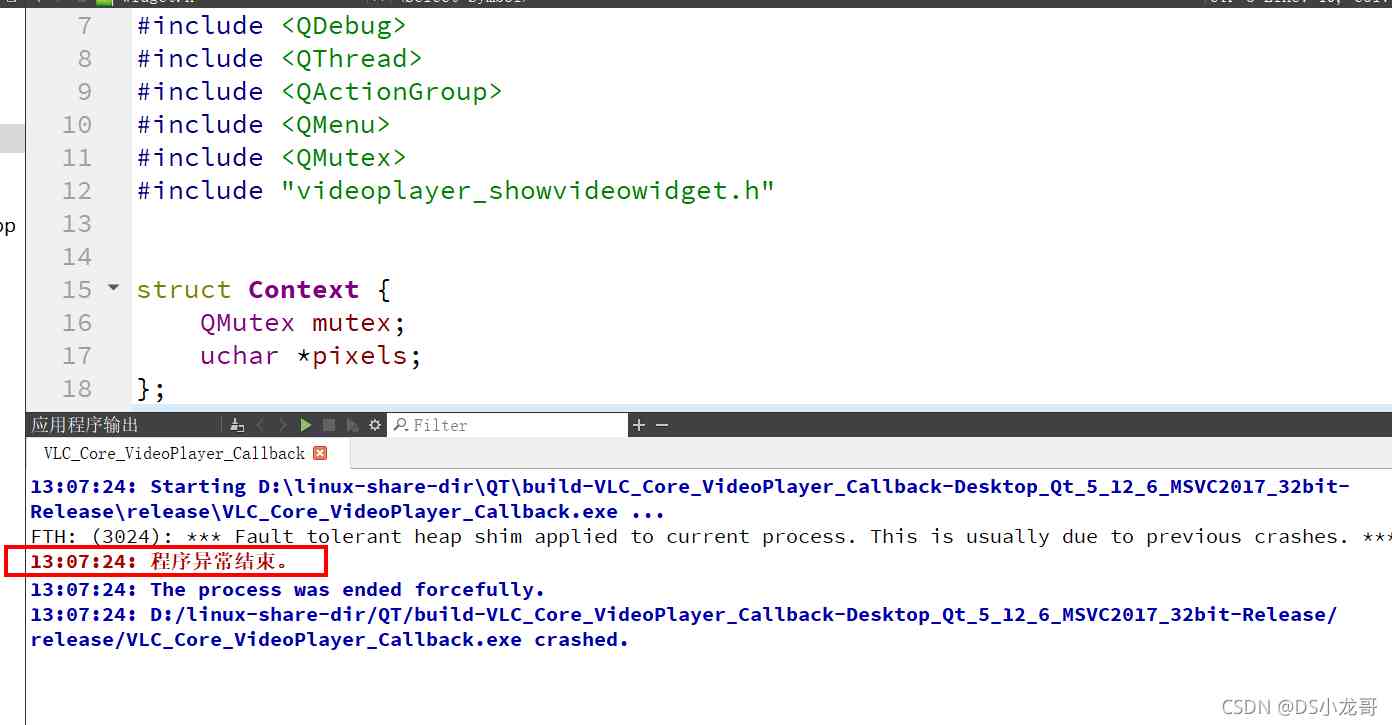 7 #include <QDebug>
8 #include <QThread>
9 #include <QActionGroup>
10 #include <QMenu>
11 #include <QMutex>
12 #include "videoplayer_showvideowidget.h"
13
14
15 struct Context {
16 QMutex mutex;
17 uchar *pixels;
18 };
op
应用程序输出 Filter
VLC_Core_VideoPlayer_Callback
13:07:24: Starting D:\linux-share-dir\QT\build-VLC_Core_VideoPlayer_Callback-Desktop_Qt_5_12_6_MSVC2017_32bit-
Release\release\VLC_Core_VideoPlayer_Callback.exe ...
FTH: (3024): *** Fault tolerant heap shim applied to current process. This is usually due to previous crashes. ***
13:07:24: 程序异常结束。
13:07:24: The process was ended forcefully.
13:07:24: D:/linux-share-dir/QT/build-VLC_Core_VideoPlayer_Callback-Desktop_Qt_5_12_6_MSVC2017_32bit-Release/
release/VLC_Core_VideoPlayer_Callback.exe crashed.
CSDN @DS小龙哥